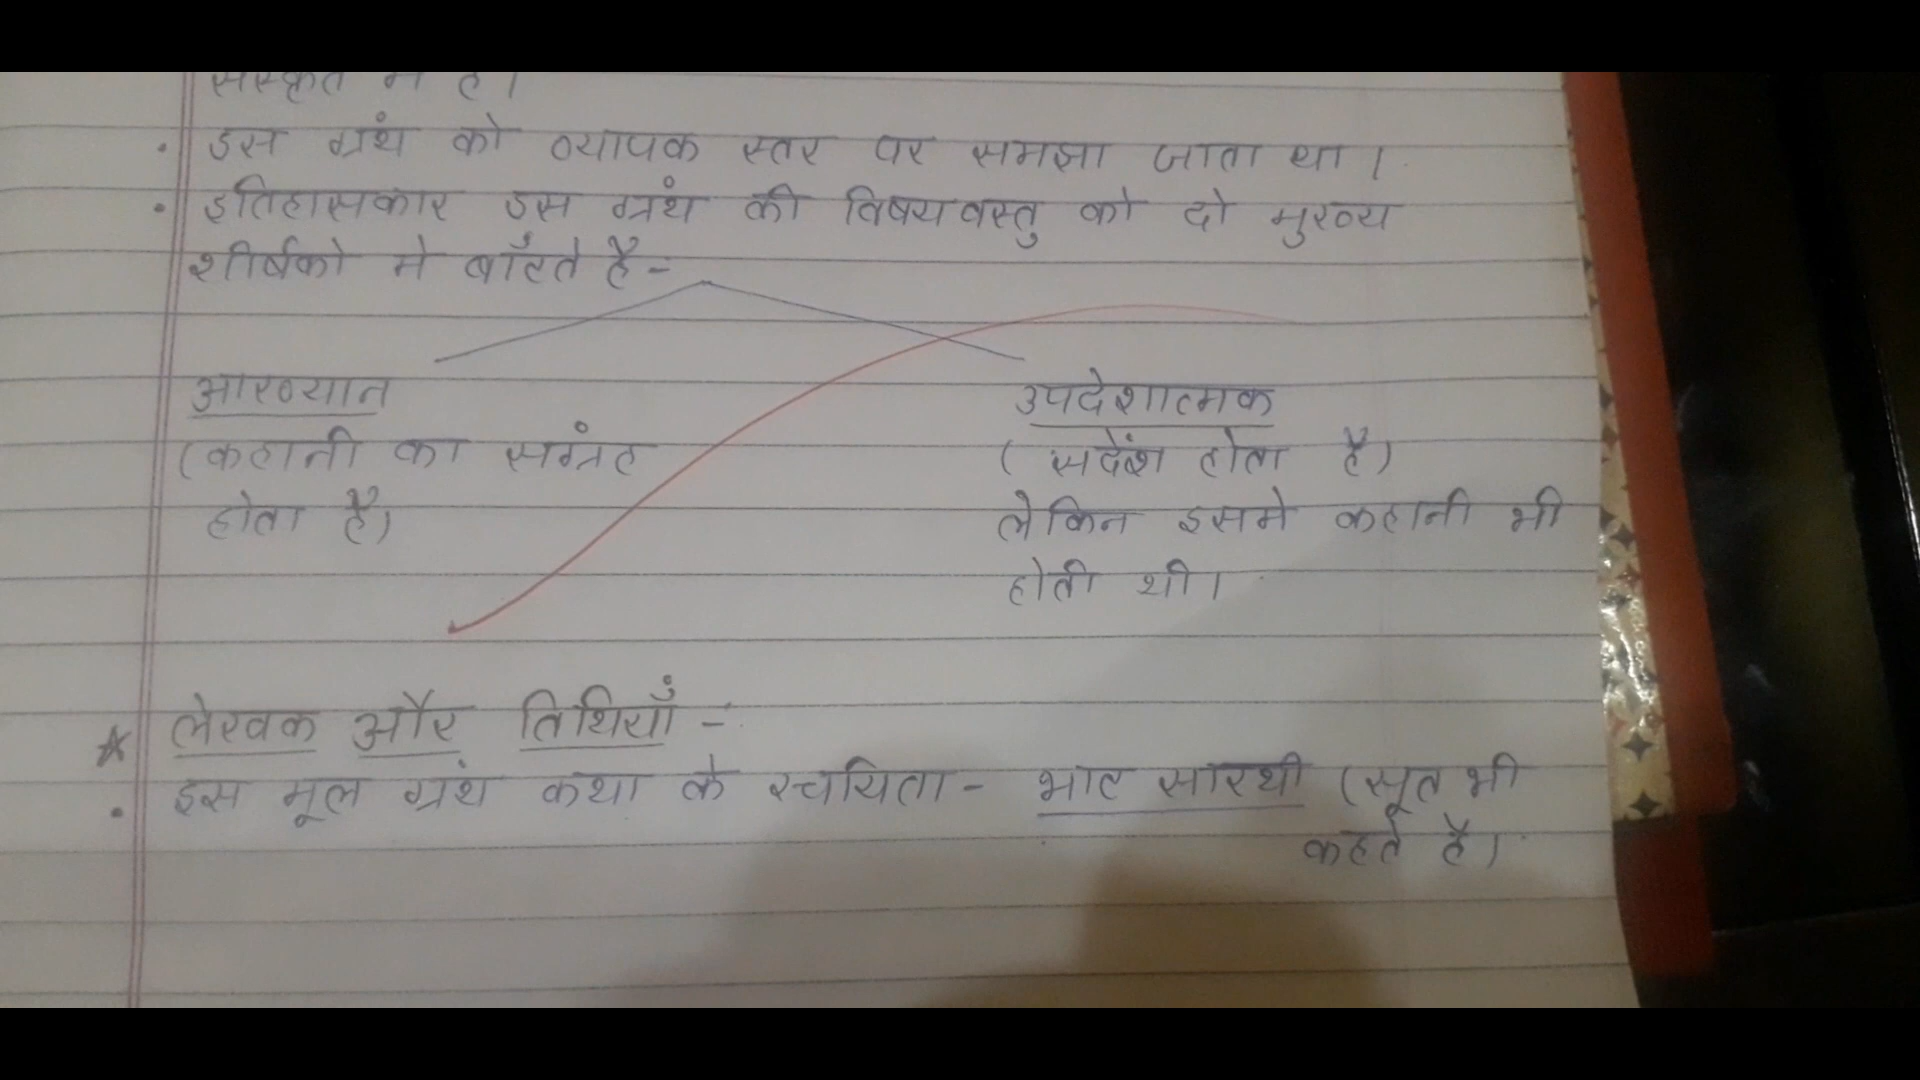 संस्कृत में है।
• इस ग्रंथ को व्यापक स्तर पर समझा जाता था।
• इतिहासकार इस ग्रंथ की विषयवस्तु को दो मुख्य
शीर्षको मे बाँटते है -
आख्यान
उपदेशात्मक
(कहानी का सग्रंह
होता है)
( सदेंश होता है)
लेकिन इसमे कहानी भी
होती थी।
* लेखक और तिथियाँ -
• इस मूल ग्रंथ कथा के रचयिता - भाट सारथी (सूत भी
कहते है)